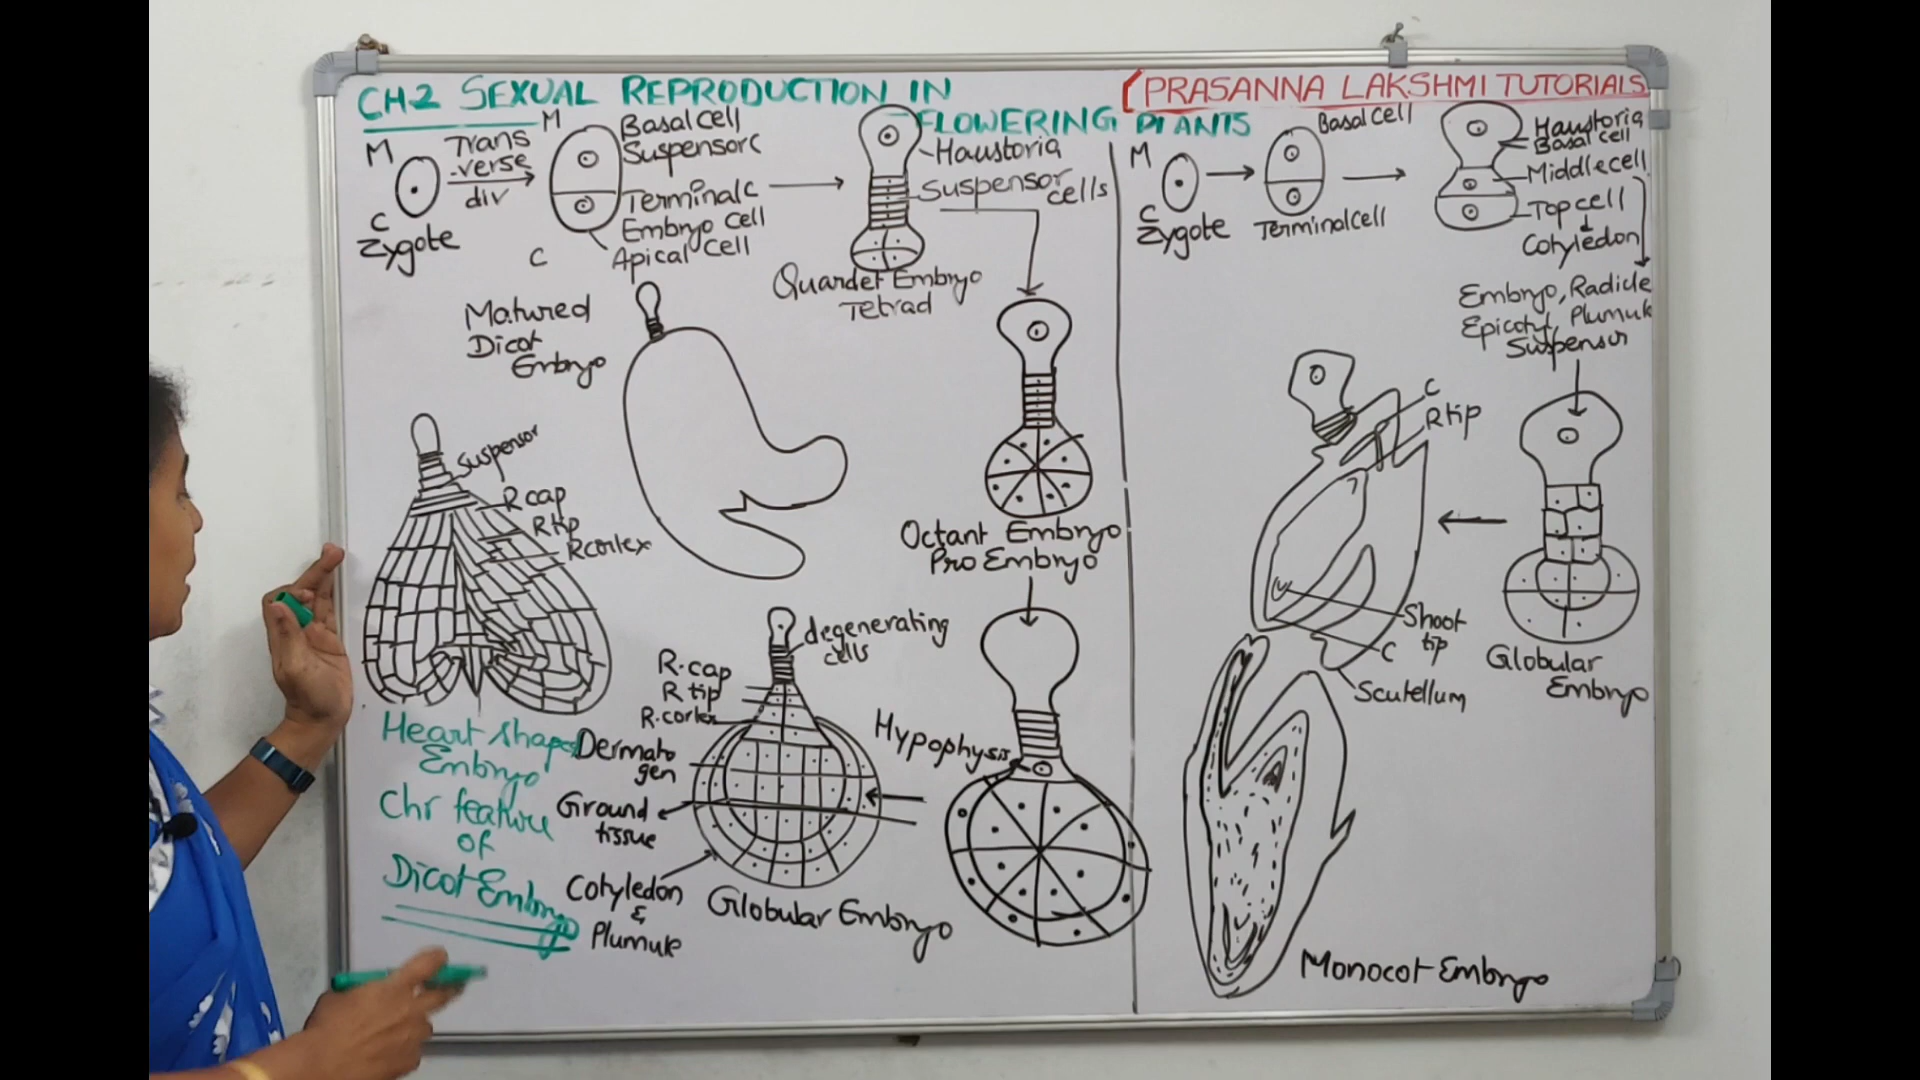 CH.2 SEXUAL REPRODUCTION IN
FLOWERING PLANTS
PRASANNA LAKSHMI TUTORIALS
M
C
Zygote
Trans
-verse
div
M
Basal cell
Suspensor C
Terminal C
Embryo cell
Apical Cell
C
Haustoria
Suspensor
cells
Quardet Embryo
Tetrad
Octant Embryo
Pro Embryo
Hypophysis
degenerating
cells
R.cap
R tip
R.cortex
Dermato
gen
Ground
tissue
Cotyledon
&
Plumule
Globular Embryo
Suspensor
R cap
R tip
R cortex
Heart shape
Embryo
Chr feature
of
Dicot Embryo
Matured
Dicot
Embryo
M
C
Zygote
Basal cell
Terminal cell
Haustoria
Basal cell
Middle cell
Top cell
Cotyledon
Embryo, Radicle
Epicotyl, Plumule
Suspensor
Globular
Embryo
C
R tip
Shoot
tip
C
Scutellum
Monocot Embryo